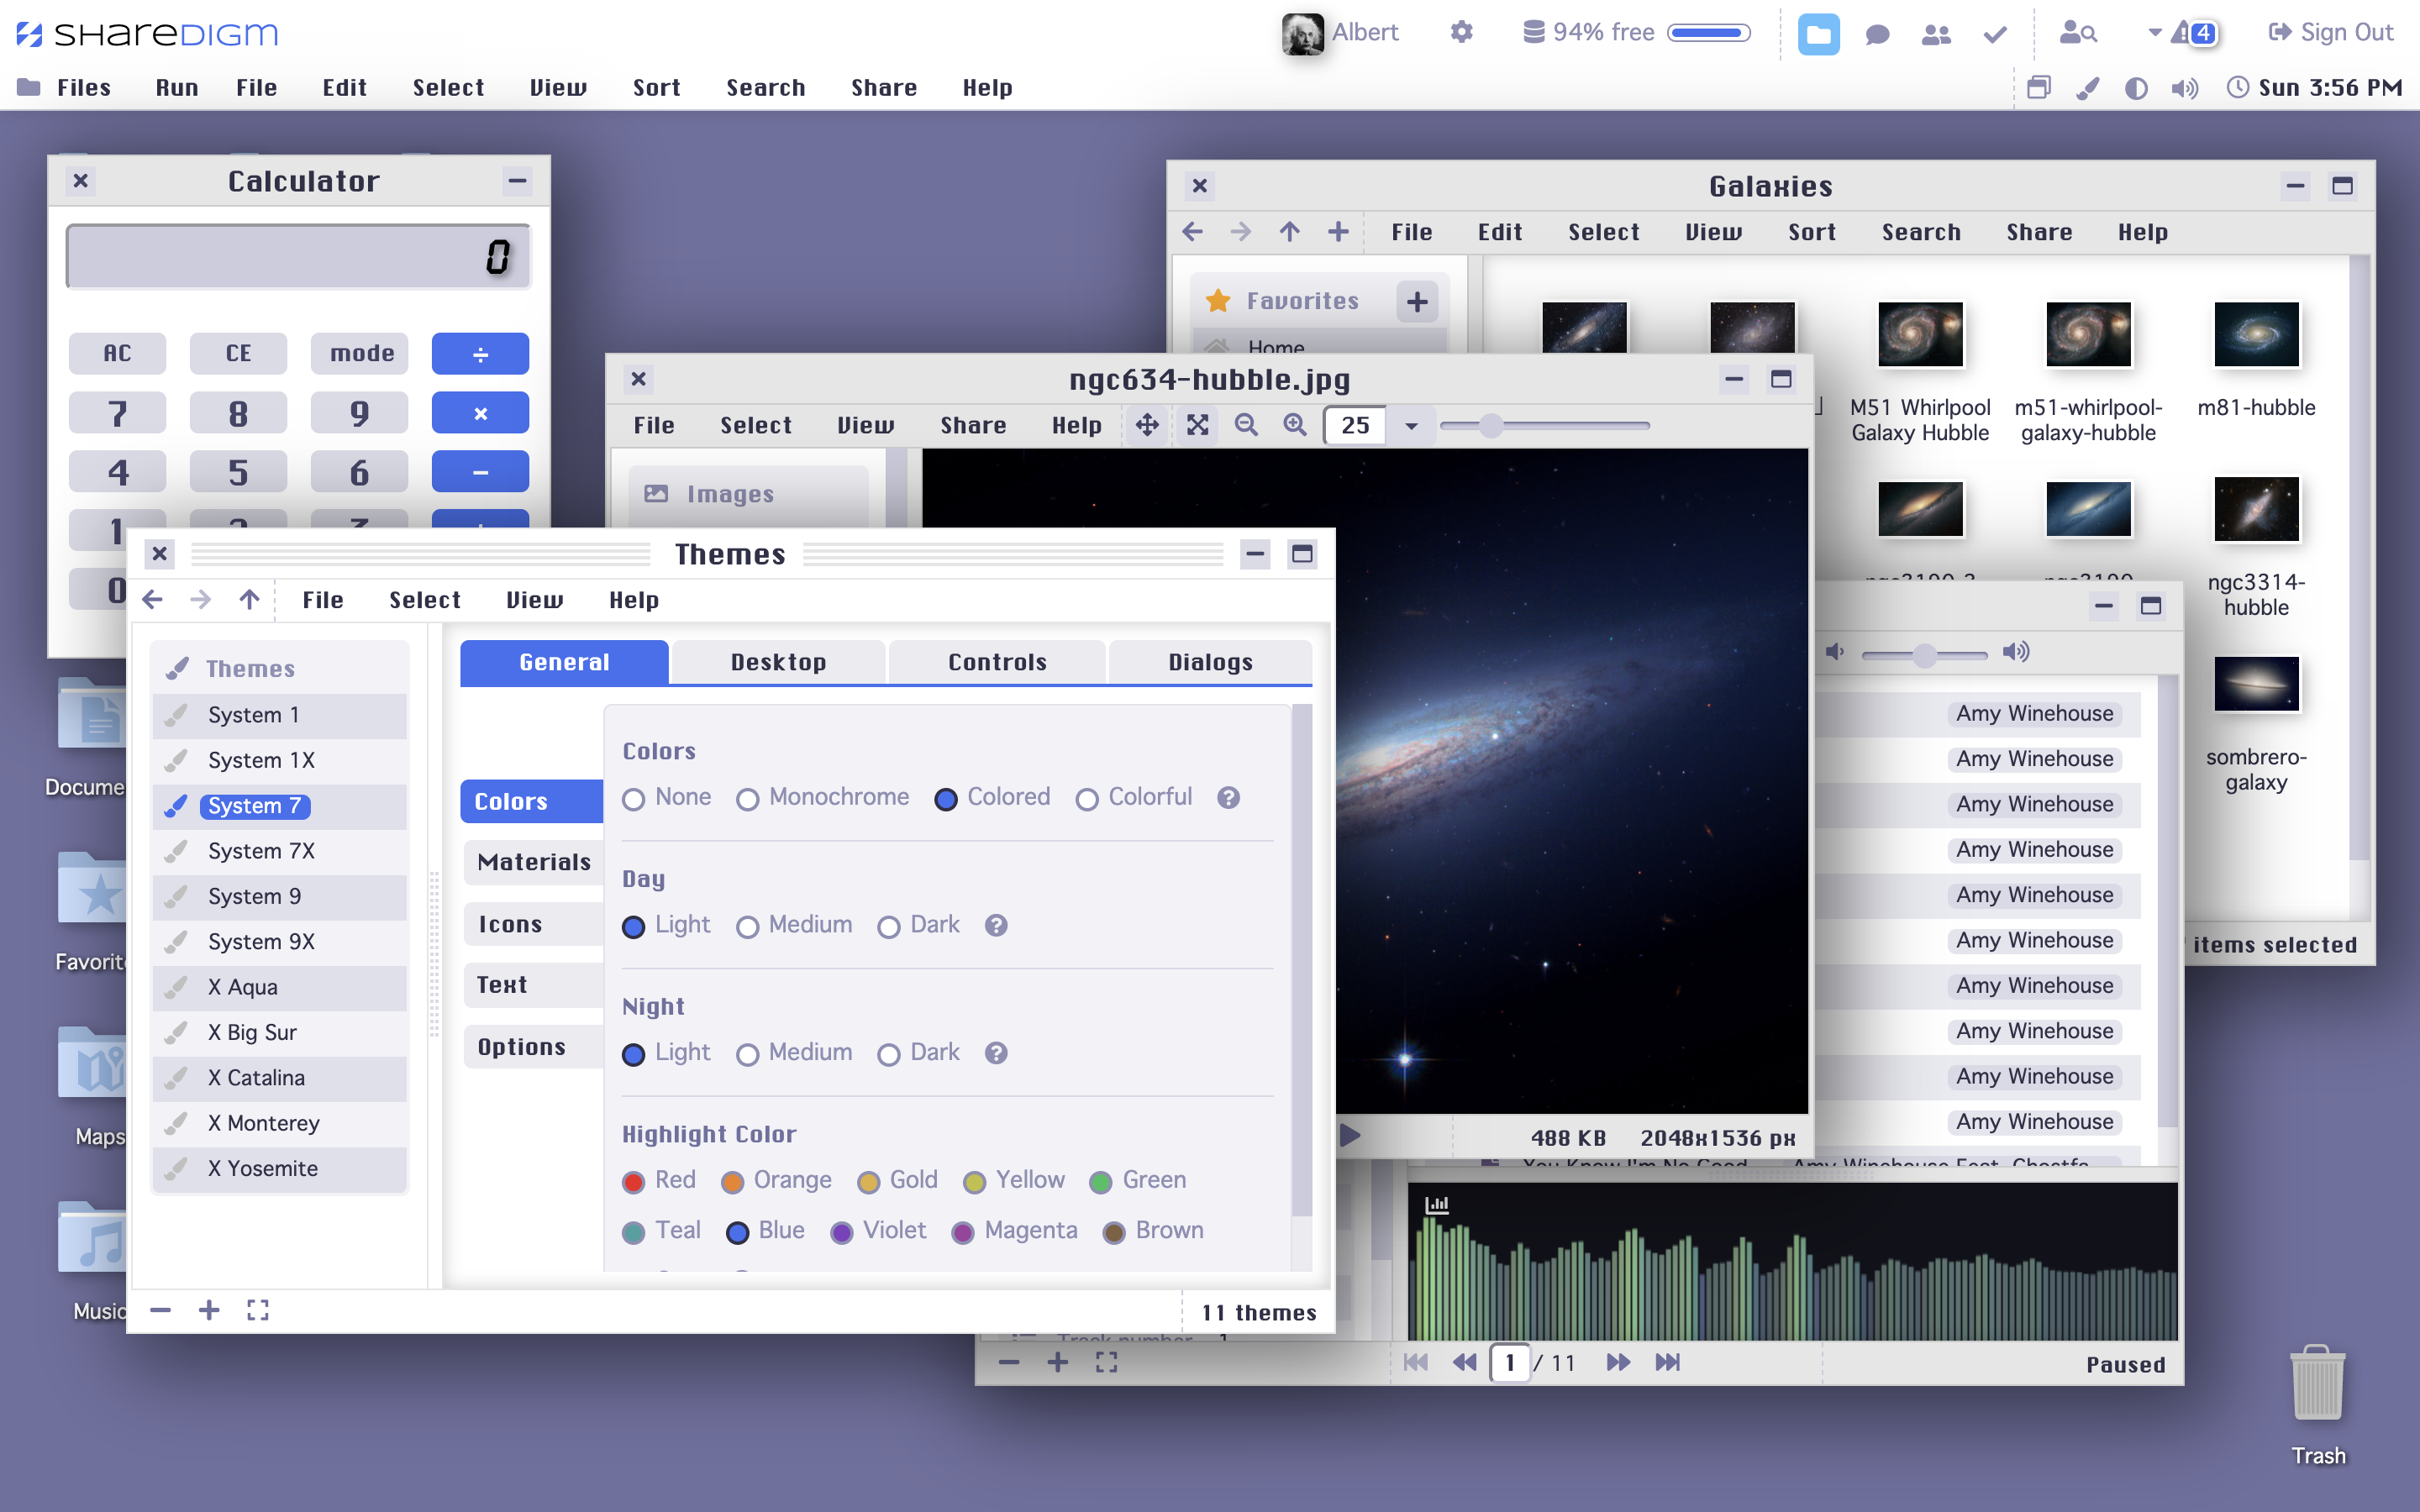 sharedigm
Albert
94% free
4
Sign Out
Files Run File Edit Select View Sort Search Share Help
Sun 3:56 PM
Calculator
0
AC CE mode ÷
7 8 9 ×
4 5 6 −
1
0
Galaxies
File Edit Select View Sort Search Share Help
Favorites
Home
M51 Whirlpool
Galaxy Hubble
m51-whirlpool-
galaxy-hubble
m81-hubble
ngc3314-
hubble
sombrero-
galaxy
items selected
ngc634-hubble.jpg
File Select View Share Help
25
Images
488 KB 2048x1536 px
Themes
File Select View Help
Themes
System 1
System 1X
System 7
System 7X
System 9
System 9X
X Aqua
X Big Sur
X Catalina
X Monterey
X Yosemite
General Desktop Controls Dialogs
Colors
Materials
Icons
Text
Options
Colors
None Monochrome Colored Colorful
Day
Light Medium Dark
Night
Light Medium Dark
Highlight Color
Red Orange Gold Yellow Green
Teal Blue Violet Magenta Brown
11 themes
Amy Winehouse
Amy Winehouse
Amy Winehouse
Amy Winehouse
Amy Winehouse
Amy Winehouse
Amy Winehouse
Amy Winehouse
Amy Winehouse
Amy Winehouse
You Know I'm No Good
Amy Winehouse Feat. Ghostfa
Track number 1
1 / 11
Paused
Docume
Favorite
Maps
Music
Trash